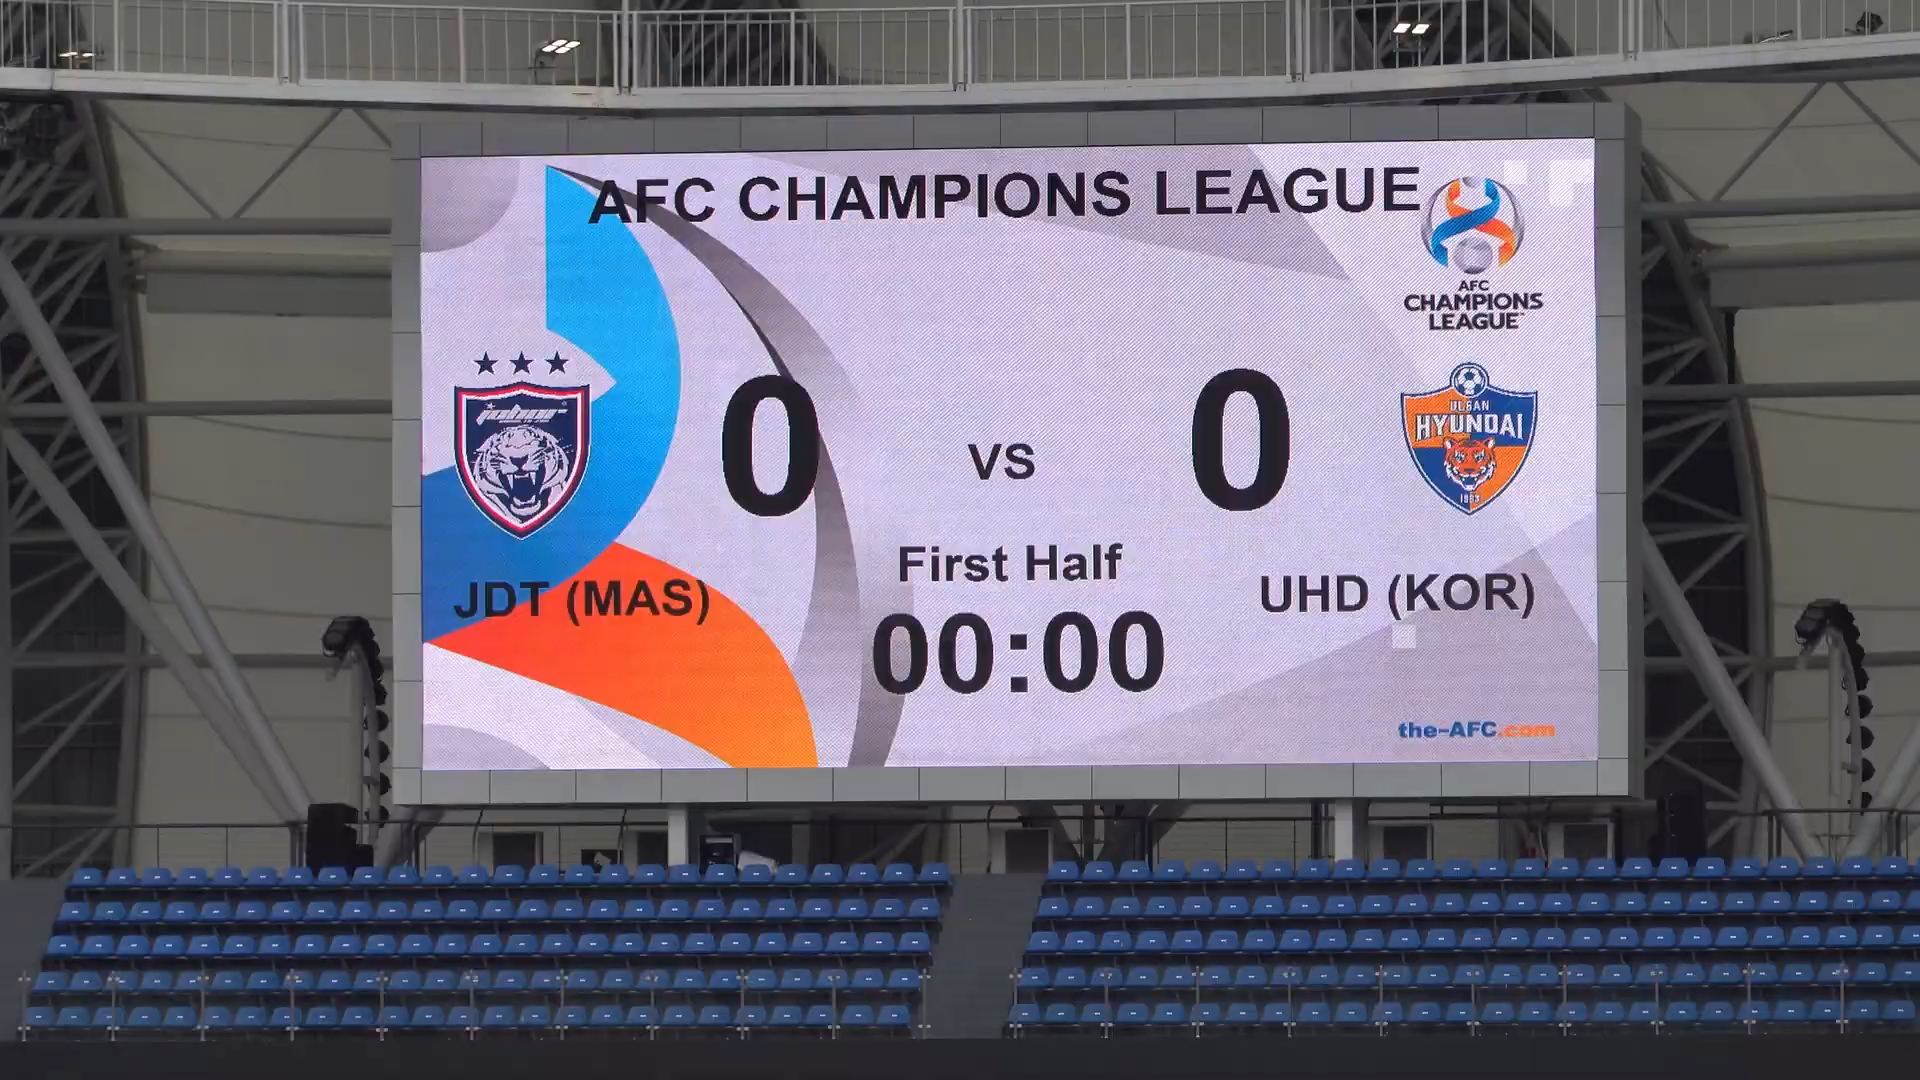 AFC CHAMPIONS LEAGUE
AFC
CHAMPIONS
LEAGUE
0 vs 0
ULSAN
HYUNDAI
1983
First Half
JDT (MAS)
UHD (KOR)
00:00
the-AFC.com